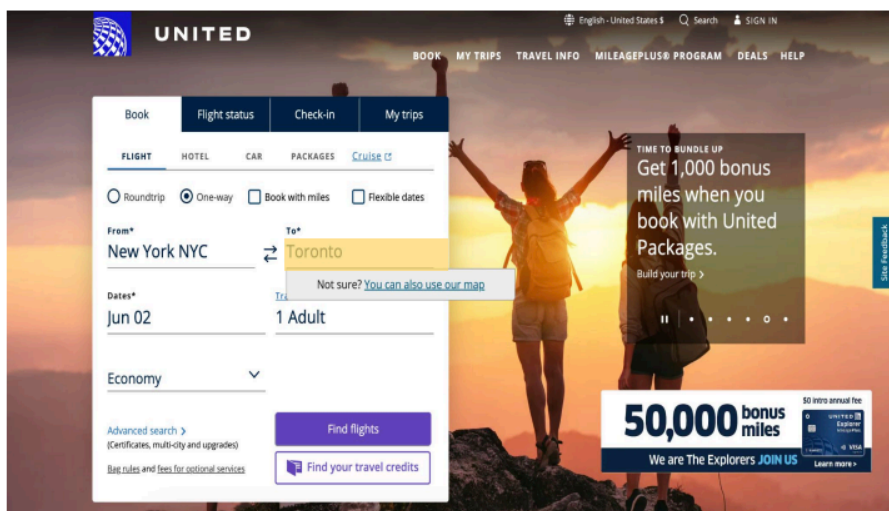 UNITED
English - United States $ Search SIGN IN
BOOK MY TRIPS TRAVEL INFO MILEAGEPLUS® PROGRAM DEALS HELP
Book Flight status Check-in My trips
FLIGHT HOTEL CAR PACKAGES Cruise
Roundtrip One-way Book with miles Flexible dates
From* To*
New York NYC Toronto
Not sure? You can also use our map
Dates*
Jun 02 1 Adult
Economy
Advanced search >
(Certificates, multi-city and upgrades)
Bag rules and fees for optional services
Find flights
Find your travel credits
TIME TO BUNDLE UP
Get 1,000 bonus
miles when you
book with United
Packages.
Build your trip >
Site Feedback
50,000 bonus miles
$0 intro annual fee
UNITED
Explorer
VISA
We are The Explorers JOIN US
Learn more >